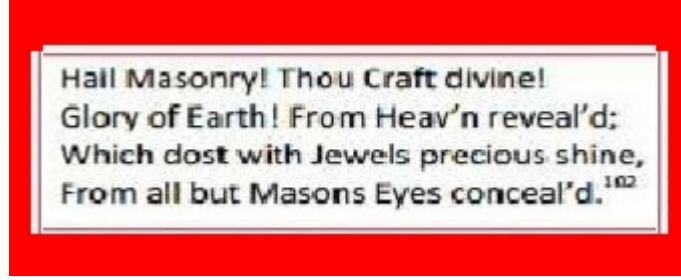 Hail Masonry! Thou Craft divine!
Glory of Earth! From Heav'n reveal'd;
Which dost with Jewels precious shine,
From all but Masons Eyes conceal'd.¹⁰²